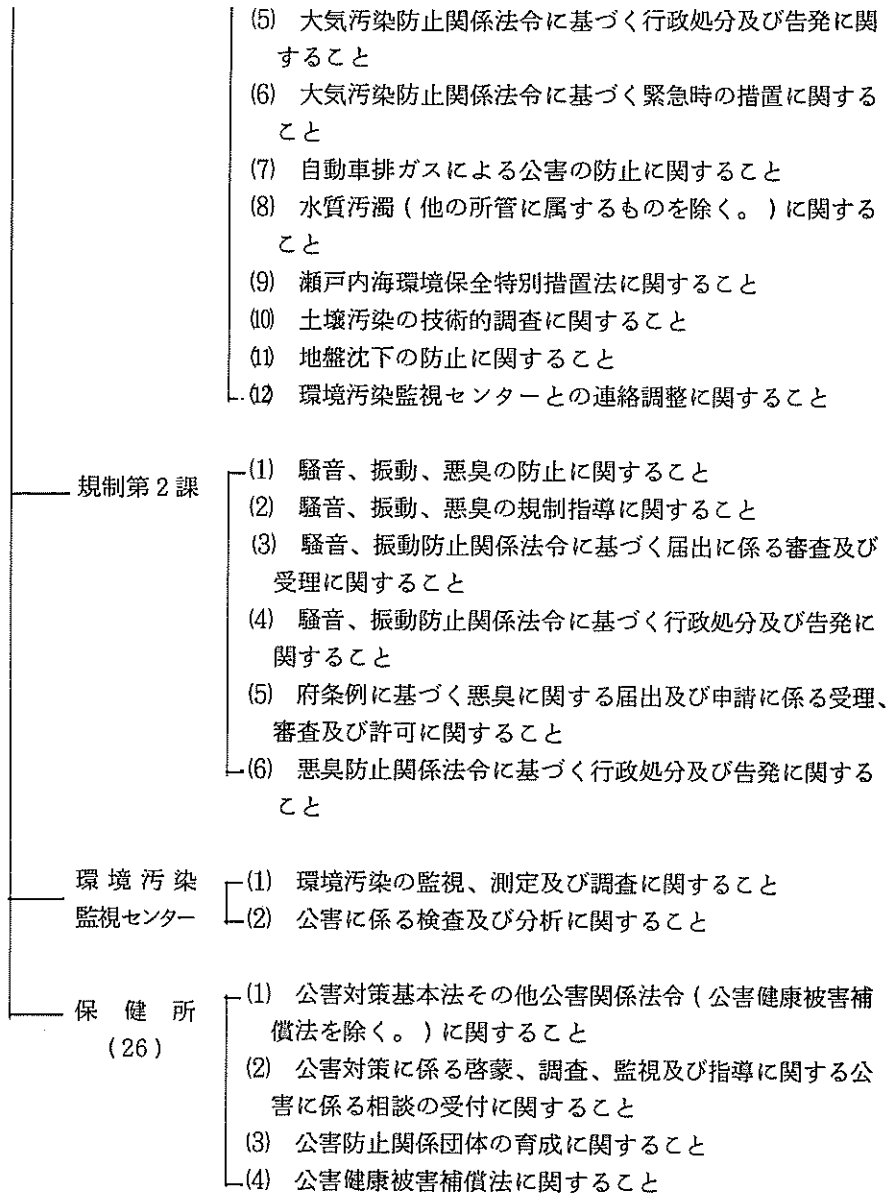 (5) 大気汚染防止関係法令に基づく行政処分及び告発に関
すること
(6) 大気汚染防止関係法令に基づく緊急時の措置に関する
こと
(7) 自動車排ガスによる公害の防止に関すること
(8) 水質汚濁(他の所管に属するものを除く。)に関する
こと
(9) 瀬戸内海環境保全特別措置法に関すること
(10) 土壌汚染の技術的調査に関すること
(11) 地盤沈下の防止に関すること
(12) 環境汚染監視センターとの連絡調整に関すること
規制第2課
(1) 騒音、振動、悪臭の防止に関すること
(2) 騒音、振動、悪臭の規制指導に関すること
(3) 騒音、振動防止関係法令に基づく届出に係る審査及び
受理に関すること
(4) 騒音、振動防止関係法令に基づく行政処分及び告発に
関すること
(5) 府条例に基づく悪臭に関する届出及び申請に係る受理、
審査及び許可に関すること
(6) 悪臭防止関係法令に基づく行政処分及び告発に関する
こと
環境汚染
監視センター
(1) 環境汚染の監視、測定及び調査に関すること
(2) 公害に係る検査及び分析に関すること
保健所
(26)
(1) 公害対策基本法その他公害関係法令(公害健康被害補
償法を除く。)に関すること
(2) 公害対策に係る啓蒙、調査、監視及び指導に関する公
害に係る相談の受付に関すること
(3) 公害防止関係団体の育成に関すること
(4) 公害健康被害補償法に関すること